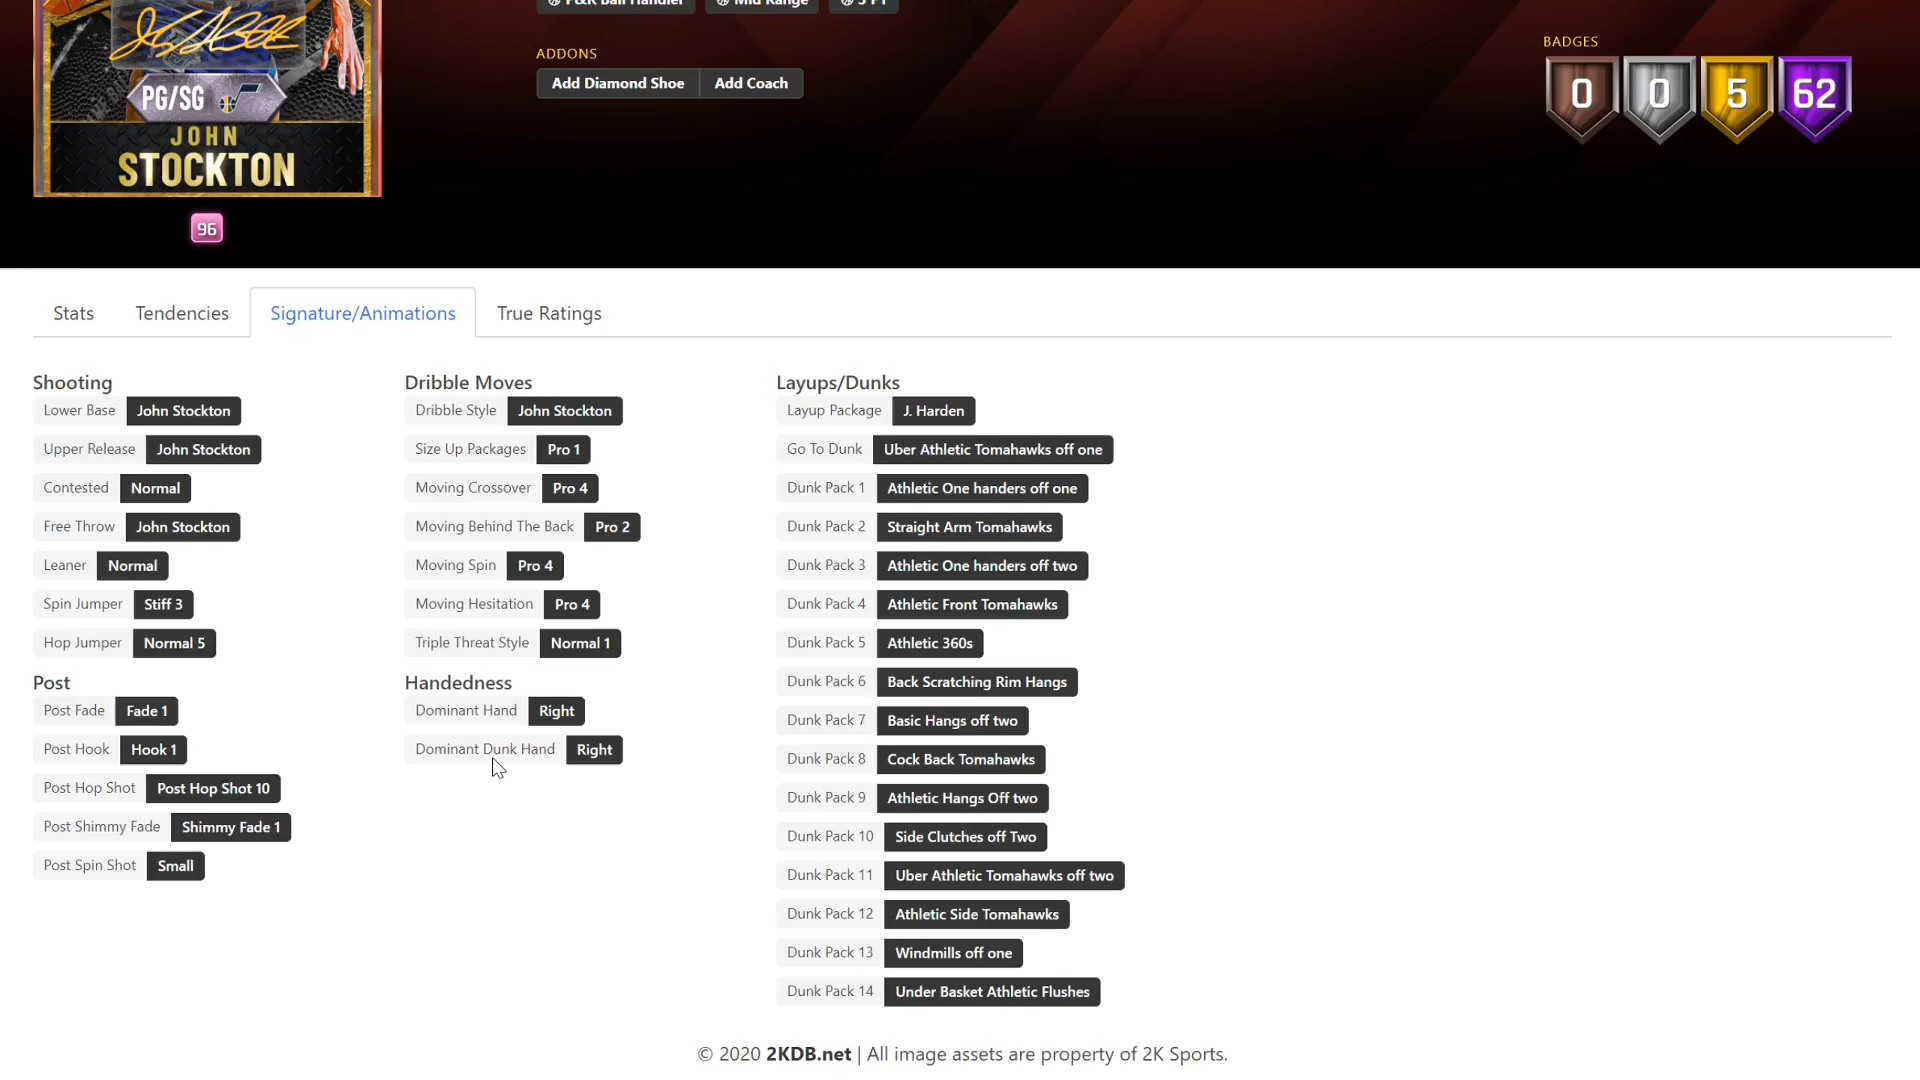 P&R Ball Handler Mid Range 3 PT
ADDONS
Add Diamond Shoe Add Coach
BADGES
0 0 5 62
PG/SG
JOHN
STOCKTON
96
Stats Tendencies Signature/Animations True Ratings
Shooting
Lower Base John Stockton
Upper Release John Stockton
Contested Normal
Free Throw John Stockton
Leaner Normal
Spin Jumper Stiff 3
Hop Jumper Normal 5
Post
Post Fade Fade 1
Post Hook Hook 1
Post Hop Shot Post Hop Shot 10
Post Shimmy Fade Shimmy Fade 1
Post Spin Shot Small
Dribble Moves
Dribble Style John Stockton
Size Up Packages Pro 1
Moving Crossover Pro 4
Moving Behind The Back Pro 2
Moving Spin Pro 4
Moving Hesitation Pro 4
Triple Threat Style Normal 1
Handedness
Dominant Hand Right
Dominant Dunk Hand Right
Layups/Dunks
Layup Package J. Harden
Go To Dunk Uber Athletic Tomahawks off one
Dunk Pack 1 Athletic One handers off one
Dunk Pack 2 Straight Arm Tomahawks
Dunk Pack 3 Athletic One handers off two
Dunk Pack 4 Athletic Front Tomahawks
Dunk Pack 5 Athletic 360s
Dunk Pack 6 Back Scratching Rim Hangs
Dunk Pack 7 Basic Hangs off two
Dunk Pack 8 Cock Back Tomahawks
Dunk Pack 9 Athletic Hangs Off two
Dunk Pack 10 Side Clutches off Two
Dunk Pack 11 Uber Athletic Tomahawks off two
Dunk Pack 12 Athletic Side Tomahawks
Dunk Pack 13 Windmills off one
Dunk Pack 14 Under Basket Athletic Flushes
© 2020 2KDB.net | All image assets are property of 2K Sports.